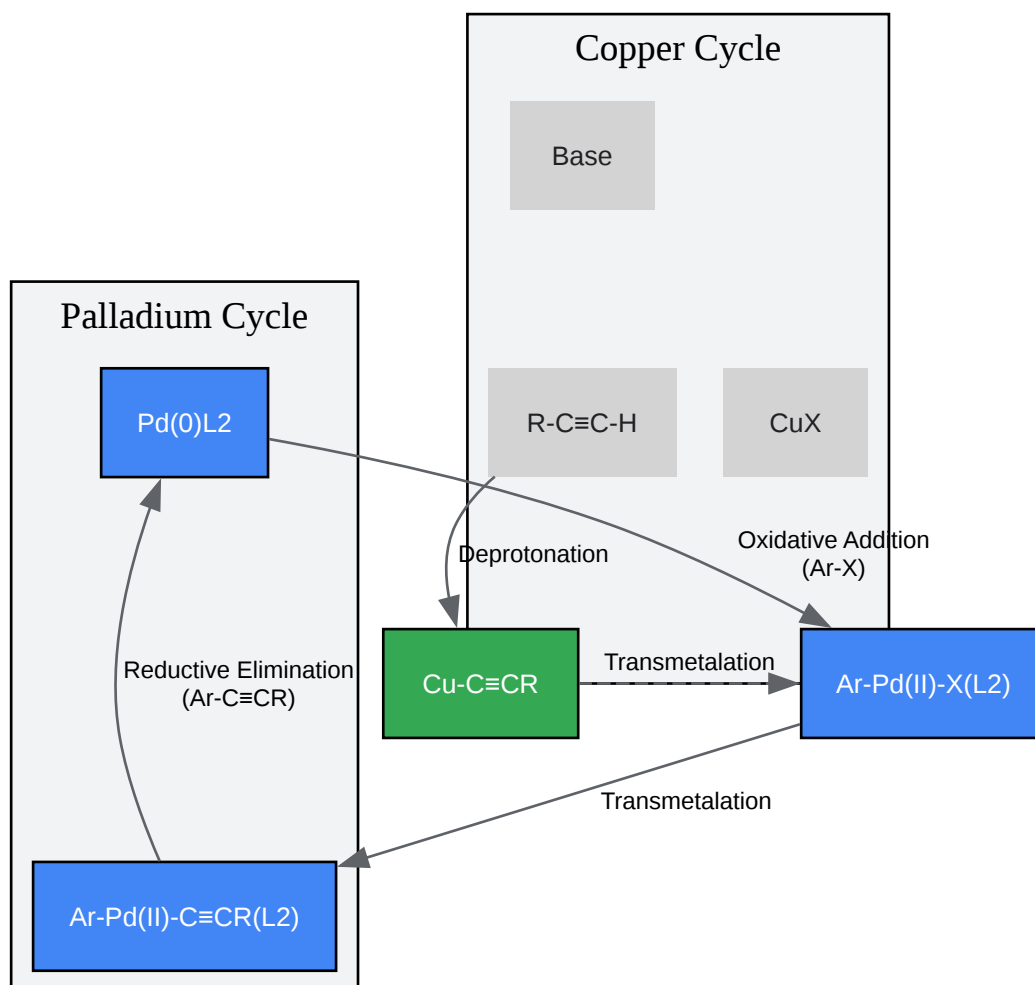 Copper Cycle
Base
Palladium Cycle
Pd(0)L2
R-C≡C-H
CuX
Deprotonation
Oxidative Addition
(Ar-X)
Reductive Elimination
(Ar-C≡CR)
Cu-C≡CR
Transmetalation
Ar-Pd(II)-X(L2)
Transmetalation
Ar-Pd(II)-C≡CR(L2)